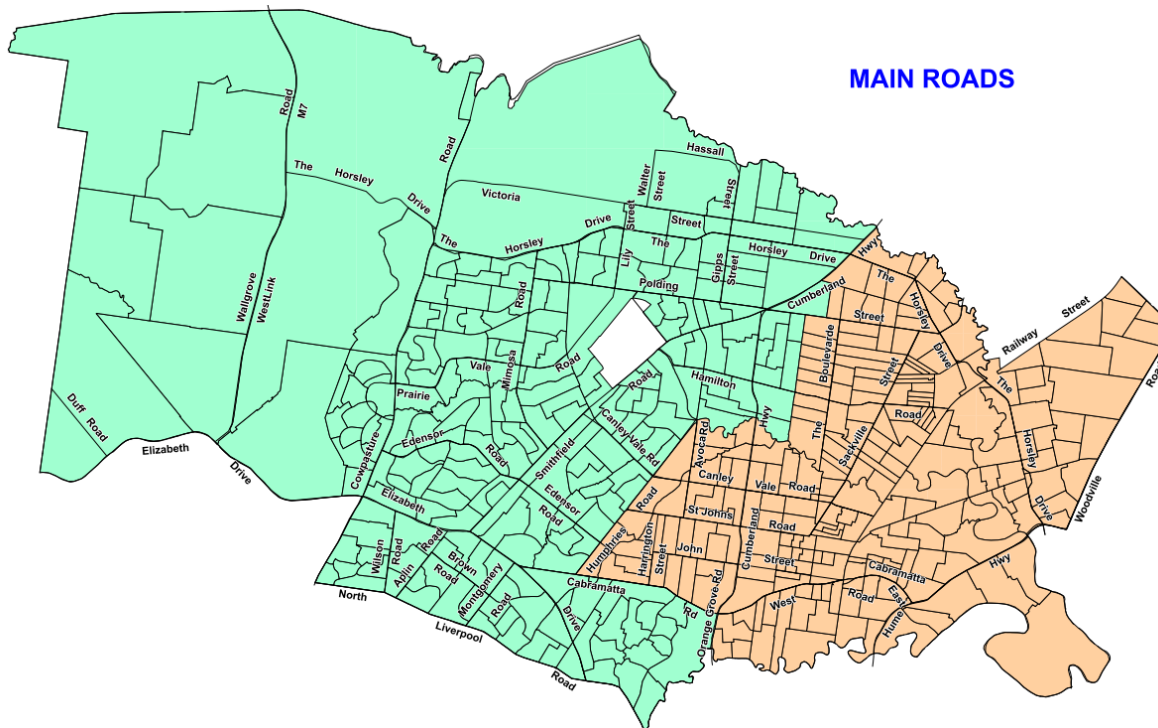 MAIN ROADS
Road
M7
Road
Hassall
The Horsley Drive
Victoria
Walter
Street
Street
Street
Drive
Street
The Horsley
The
Horsley
Drive
Hwy
Lily
Gipps
Street
The
Polding
Cumberland
Horsley
Street
Railway Street
Wallgrove
WestLink
Road
Boulevarde
Street
Drive
The
Road
Vale
Mimosa
Road
Road
Hamilton
Prairie
Hwy
Road
Duff Road
Canley Vale Rd
Avoca Rd
The
Sackville
Horsley
Edensor
Road
Smithfield
Elizabeth
Drive
Cowpasture
Canley Vale Road
Woodville
Drive
Elizabeth
Edensor
Road
Road
St Johns
Road
Cumberland
Humphries
Harrington
Street
John
Street
Cabramatta
Hwy
Wilson
Road
Aplin
Road
Brown
Road
Montgomery
Road
Cabramatta
Drive
Rd
Orange Grove Rd
West
Road
East
Hume
North
Liverpool
Road